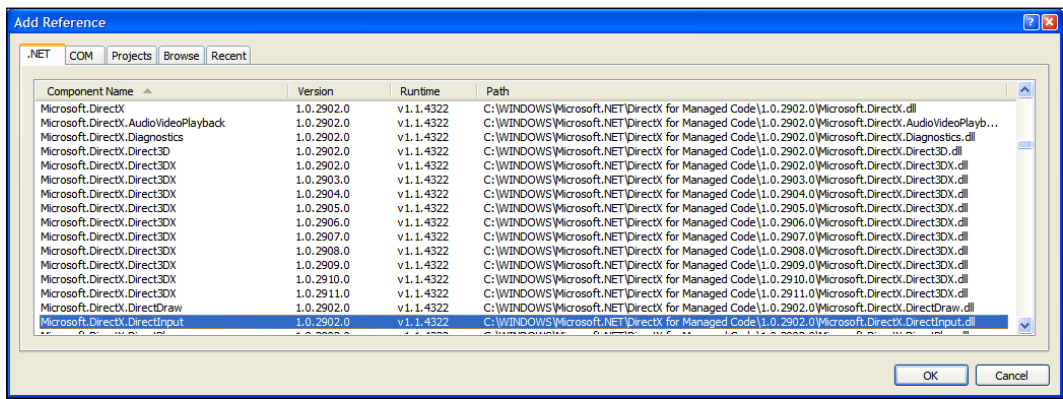 Add Reference
.NET COM Projects Browse Recent
Component Name Version Runtime Path
Microsoft.DirectX 1.0.2902.0 v1.1.4322 C:\WINDOWS\Microsoft.NET\DirectX for Managed Code\1.0.2902.0\Microsoft.DirectX.dll
Microsoft.DirectX.AudioVideoPlayback 1.0.2902.0 v1.1.4322 C:\WINDOWS\Microsoft.NET\DirectX for Managed Code\1.0.2902.0\Microsoft.DirectX.AudioVideoPlayb...
Microsoft.DirectX.Diagnostics 1.0.2902.0 v1.1.4322 C:\WINDOWS\Microsoft.NET\DirectX for Managed Code\1.0.2902.0\Microsoft.DirectX.Diagnostics.dll
Microsoft.DirectX.Direct3D 1.0.2902.0 v1.1.4322 C:\WINDOWS\Microsoft.NET\DirectX for Managed Code\1.0.2902.0\Microsoft.DirectX.Direct3D.dll
Microsoft.DirectX.Direct3DX 1.0.2902.0 v1.1.4322 C:\WINDOWS\Microsoft.NET\DirectX for Managed Code\1.0.2902.0\Microsoft.DirectX.Direct3DX.dll
Microsoft.DirectX.Direct3DX 1.0.2903.0 v1.1.4322 C:\WINDOWS\Microsoft.NET\DirectX for Managed Code\1.0.2903.0\Microsoft.DirectX.Direct3DX.dll
Microsoft.DirectX.Direct3DX 1.0.2904.0 v1.1.4322 C:\WINDOWS\Microsoft.NET\DirectX for Managed Code\1.0.2904.0\Microsoft.DirectX.Direct3DX.dll
Microsoft.DirectX.Direct3DX 1.0.2905.0 v1.1.4322 C:\WINDOWS\Microsoft.NET\DirectX for Managed Code\1.0.2905.0\Microsoft.DirectX.Direct3DX.dll
Microsoft.DirectX.Direct3DX 1.0.2906.0 v1.1.4322 C:\WINDOWS\Microsoft.NET\DirectX for Managed Code\1.0.2906.0\Microsoft.DirectX.Direct3DX.dll
Microsoft.DirectX.Direct3DX 1.0.2907.0 v1.1.4322 C:\WINDOWS\Microsoft.NET\DirectX for Managed Code\1.0.2907.0\Microsoft.DirectX.Direct3DX.dll
Microsoft.DirectX.Direct3DX 1.0.2908.0 v1.1.4322 C:\WINDOWS\Microsoft.NET\DirectX for Managed Code\1.0.2908.0\Microsoft.DirectX.Direct3DX.dll
Microsoft.DirectX.Direct3DX 1.0.2909.0 v1.1.4322 C:\WINDOWS\Microsoft.NET\DirectX for Managed Code\1.0.2909.0\Microsoft.DirectX.Direct3DX.dll
Microsoft.DirectX.Direct3DX 1.0.2910.0 v1.1.4322 C:\WINDOWS\Microsoft.NET\DirectX for Managed Code\1.0.2910.0\Microsoft.DirectX.Direct3DX.dll
Microsoft.DirectX.Direct3DX 1.0.2911.0 v1.1.4322 C:\WINDOWS\Microsoft.NET\DirectX for Managed Code\1.0.2911.0\Microsoft.DirectX.Direct3DX.dll
Microsoft.DirectX.DirectDraw 1.0.2902.0 v1.1.4322 C:\WINDOWS\Microsoft.NET\DirectX for Managed Code\1.0.2902.0\Microsoft.DirectX.DirectDraw.dll
Microsoft.DirectX.DirectInput 1.0.2902.0 v1.1.4322 C:\WINDOWS\Microsoft.NET\DirectX for Managed Code\1.0.2902.0\Microsoft.DirectX.DirectInput.dll
OK Cancel